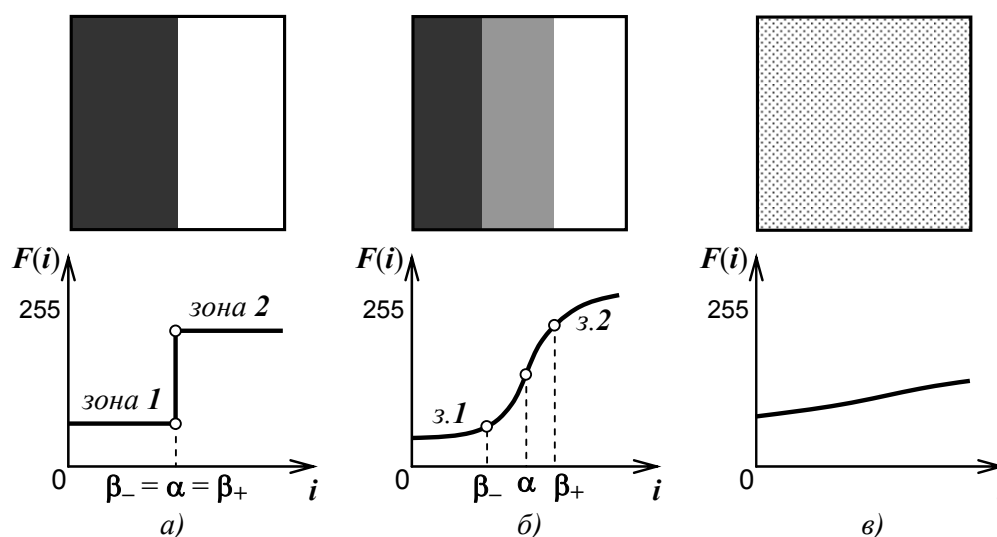 F(i)
255
зона 2
зона 1
0
β– = α = β+
i
а)
F(i)
255
з.2
з.1
0
β– α β+
i
б)
F(i)
255
0
i
в)